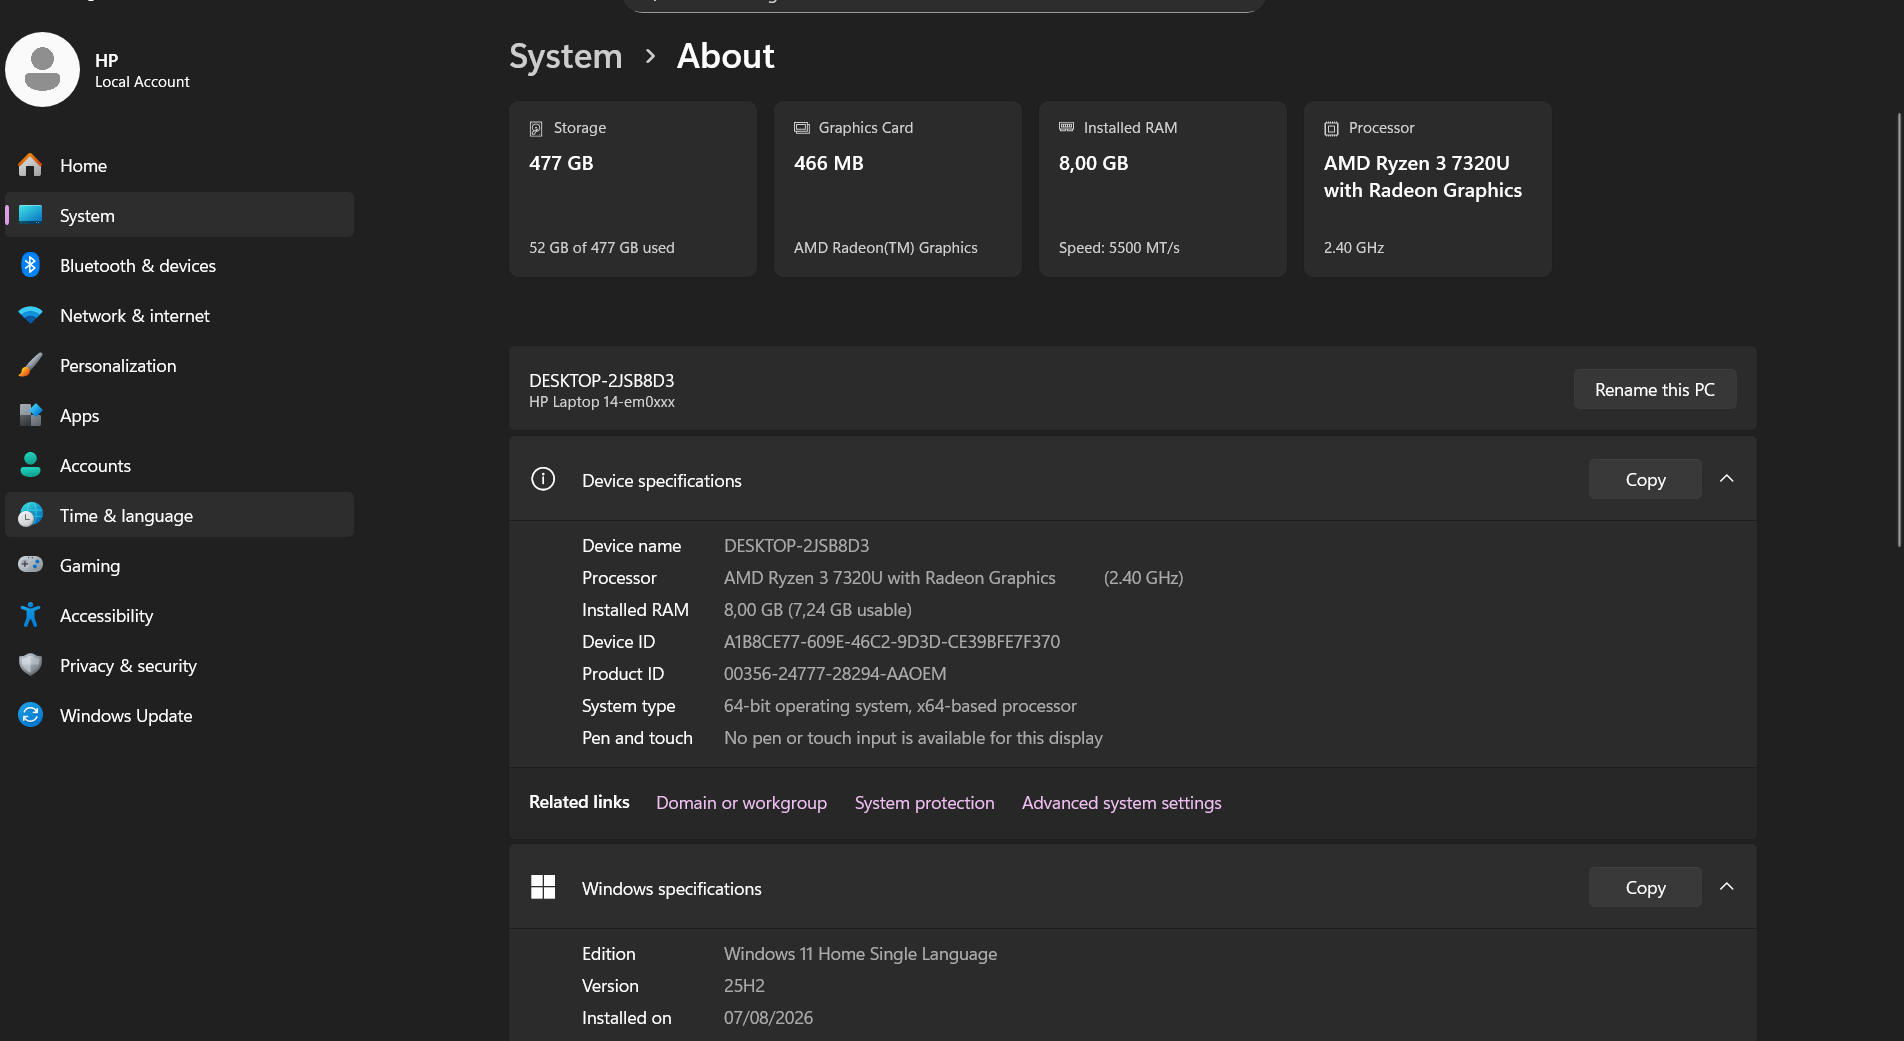 HP
Local Account
Home
System
Bluetooth & devices
Network & internet
Personalization
Apps
Accounts
Time & language
Gaming
Accessibility
Privacy & security
Windows Update
System > About
Storage
477 GB
52 GB of 477 GB used
Graphics Card
466 MB
AMD Radeon(TM) Graphics
Installed RAM
8,00 GB
Speed: 5500 MT/s
Processor
AMD Ryzen 3 7320U
with Radeon Graphics
2.40 GHz
DESKTOP-2JSB8D3
HP Laptop 14-em0xxx
Rename this PC
Device specifications
Copy
Device name DESKTOP-2JSB8D3
Processor AMD Ryzen 3 7320U with Radeon Graphics (2.40 GHz)
Installed RAM 8,00 GB (7,24 GB usable)
Device ID A1B8CE77-609E-46C2-9D3D-CE39BFE7F370
Product ID 00356-24777-28294-AAOEM
System type 64-bit operating system, x64-based processor
Pen and touch No pen or touch input is available for this display
Related links Domain or workgroup System protection Advanced system settings
Windows specifications
Copy
Edition Windows 11 Home Single Language
Version 25H2
Installed on 07/08/2026